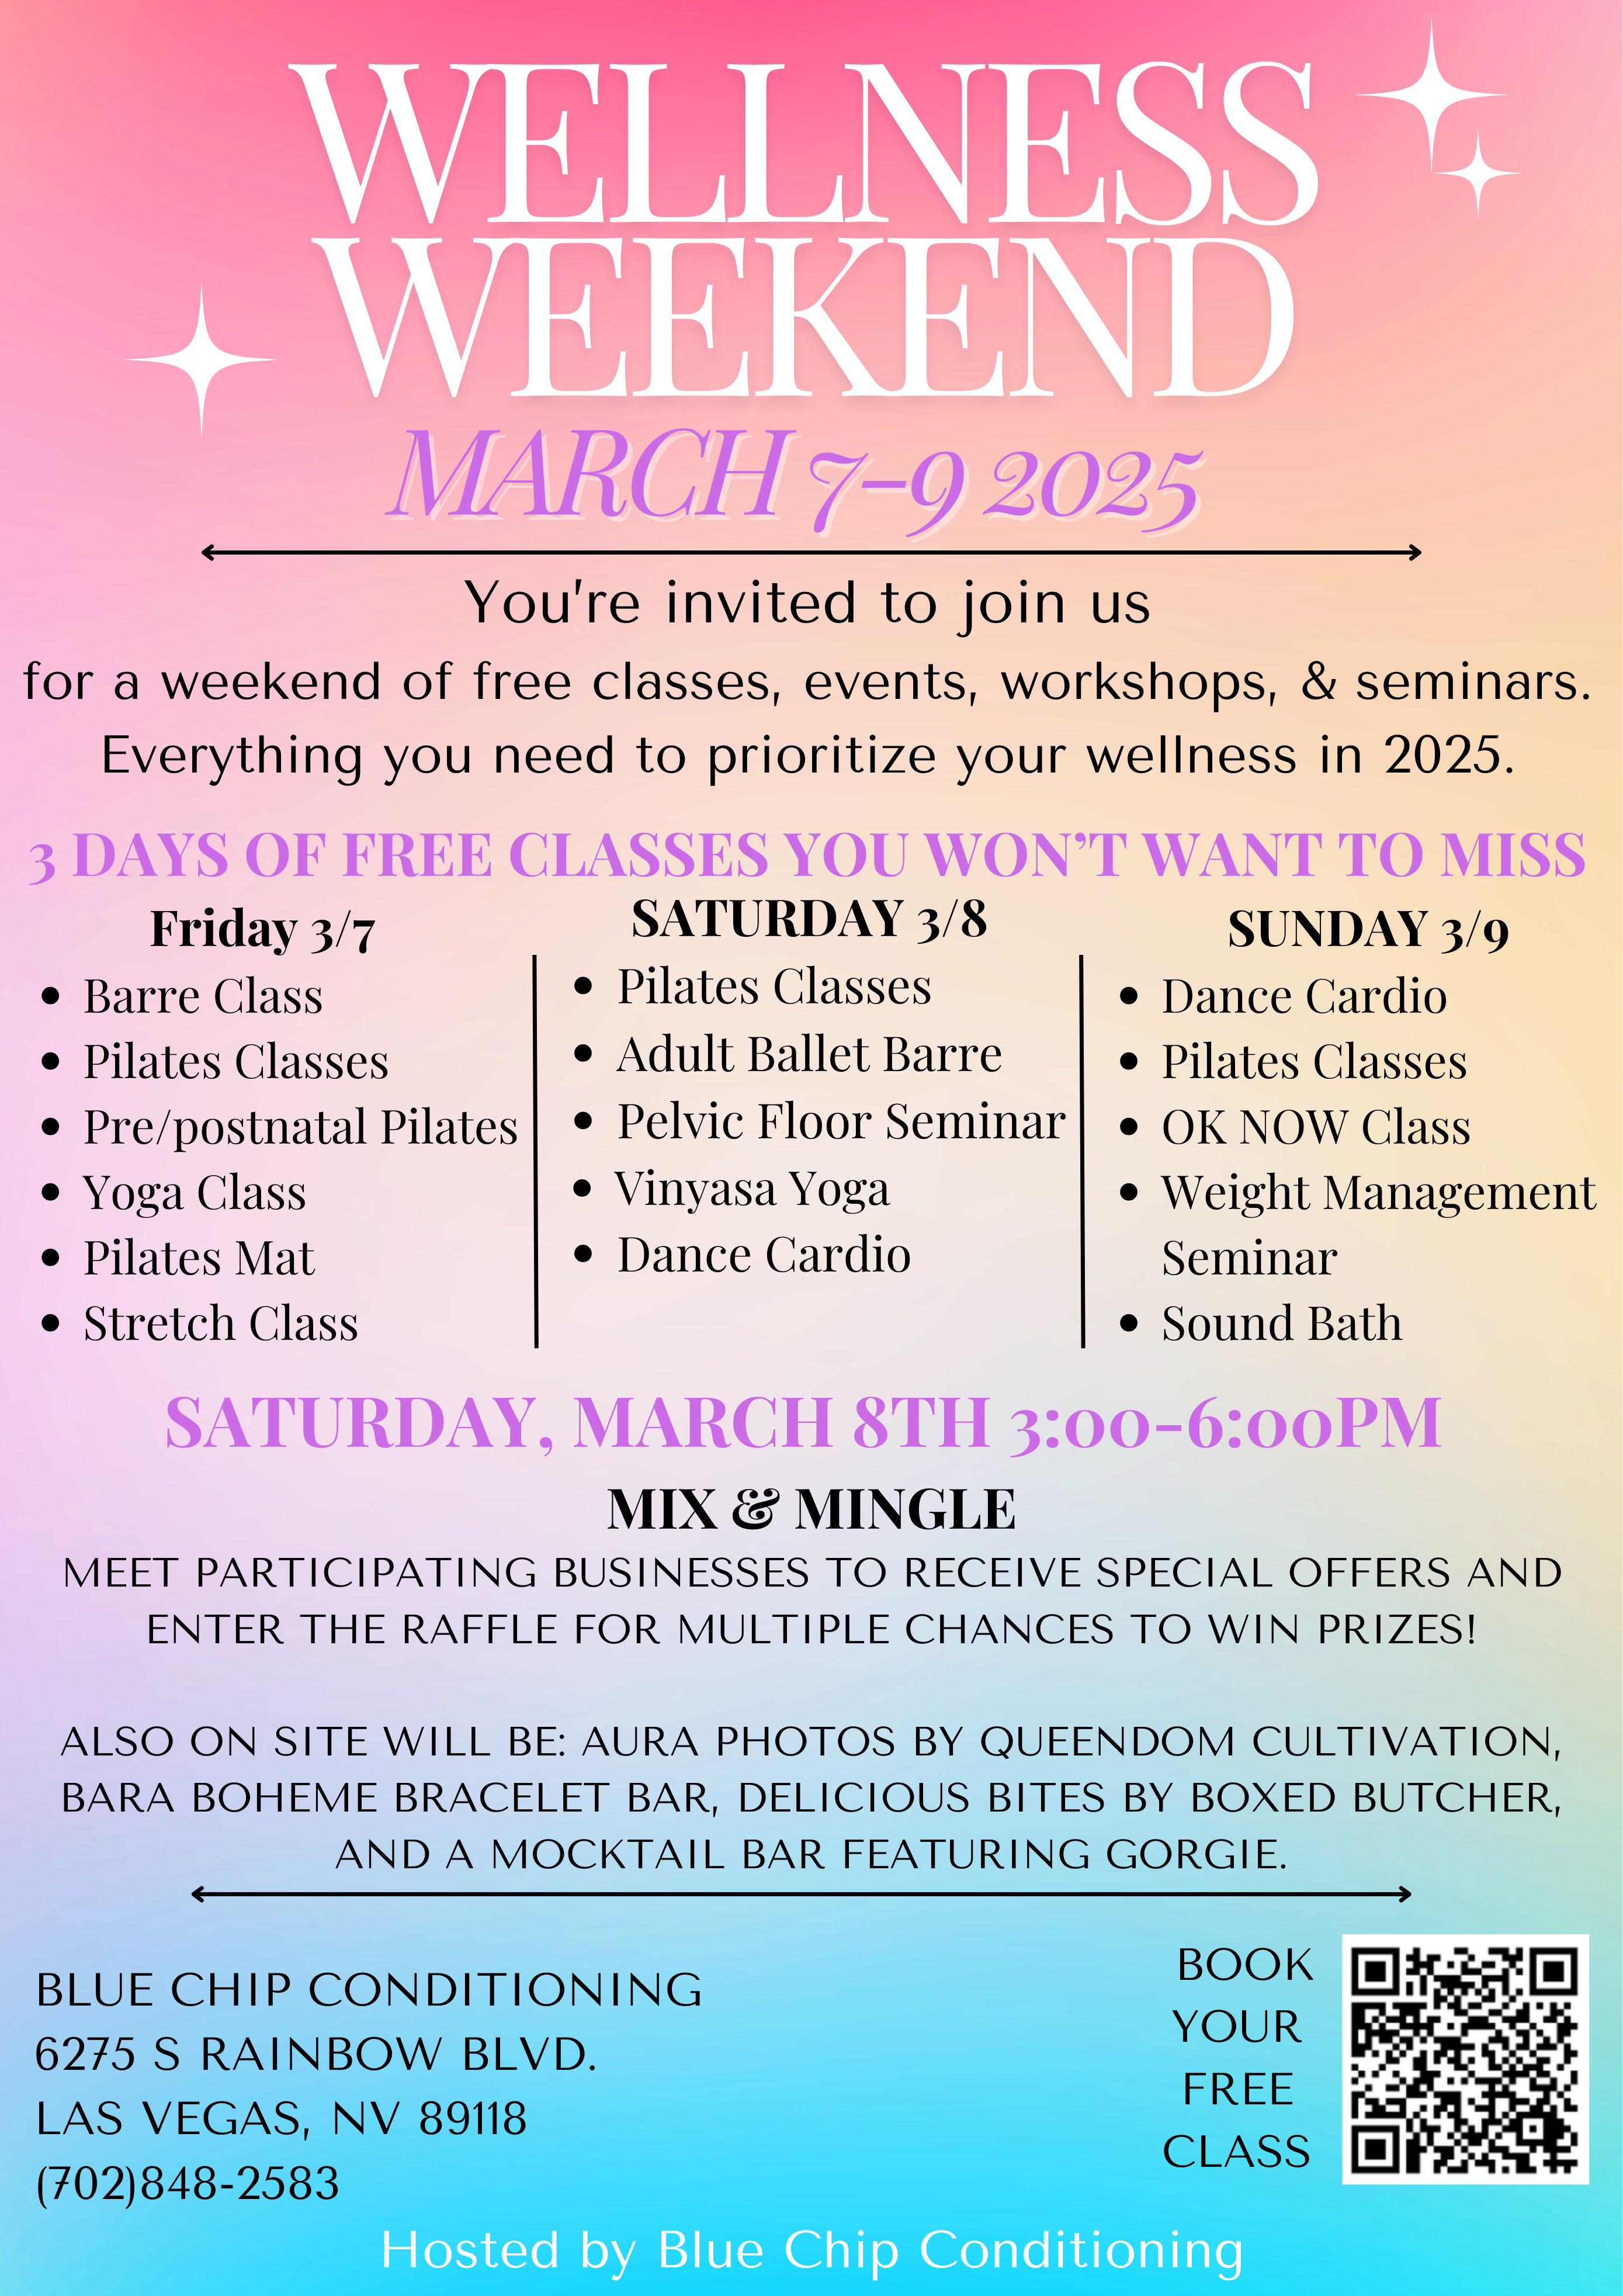 WELLNESS
WEEKEND
MARCH 7-9 2025
You're invited to join us
for a weekend of free classes, events, workshops, & seminars.
Everything you need to prioritize your wellness in 2025.
3 DAYS OF FREE CLASSES YOU WON'T WANT TO MISS
Friday 3/7
• Barre Class
• Pilates Classes
• Pre/postnatal Pilates
• Yoga Class
• Pilates Mat
• Stretch Class
SATURDAY 3/8
• Pilates Classes
• Adult Ballet Barre
• Pelvic Floor Seminar
• Vinyasa Yoga
• Dance Cardio
SUNDAY 3/9
• Dance Cardio
• Pilates Classes
• OK NOW Class
• Weight Management
Seminar
• Sound Bath
SATURDAY, MARCH 8TH 3:00-6:00PM
MIX & MINGLE
MEET PARTICIPATING BUSINESSES TO RECEIVE SPECIAL OFFERS AND
ENTER THE RAFFLE FOR MULTIPLE CHANCES TO WIN PRIZES!
ALSO ON SITE WILL BE: AURA PHOTOS BY QUEENDOM CULTIVATION,
BARA BOHEME BRACELET BAR, DELICIOUS BITES BY BOXED BUTCHER,
AND A MOCKTAIL BAR FEATURING GORGIE.
BLUE CHIP CONDITIONING
6275 S RAINBOW BLVD.
LAS VEGAS, NV 89118
(702)848-2583
BOOK
YOUR
FREE
CLASS
Hosted by Blue Chip Conditioning